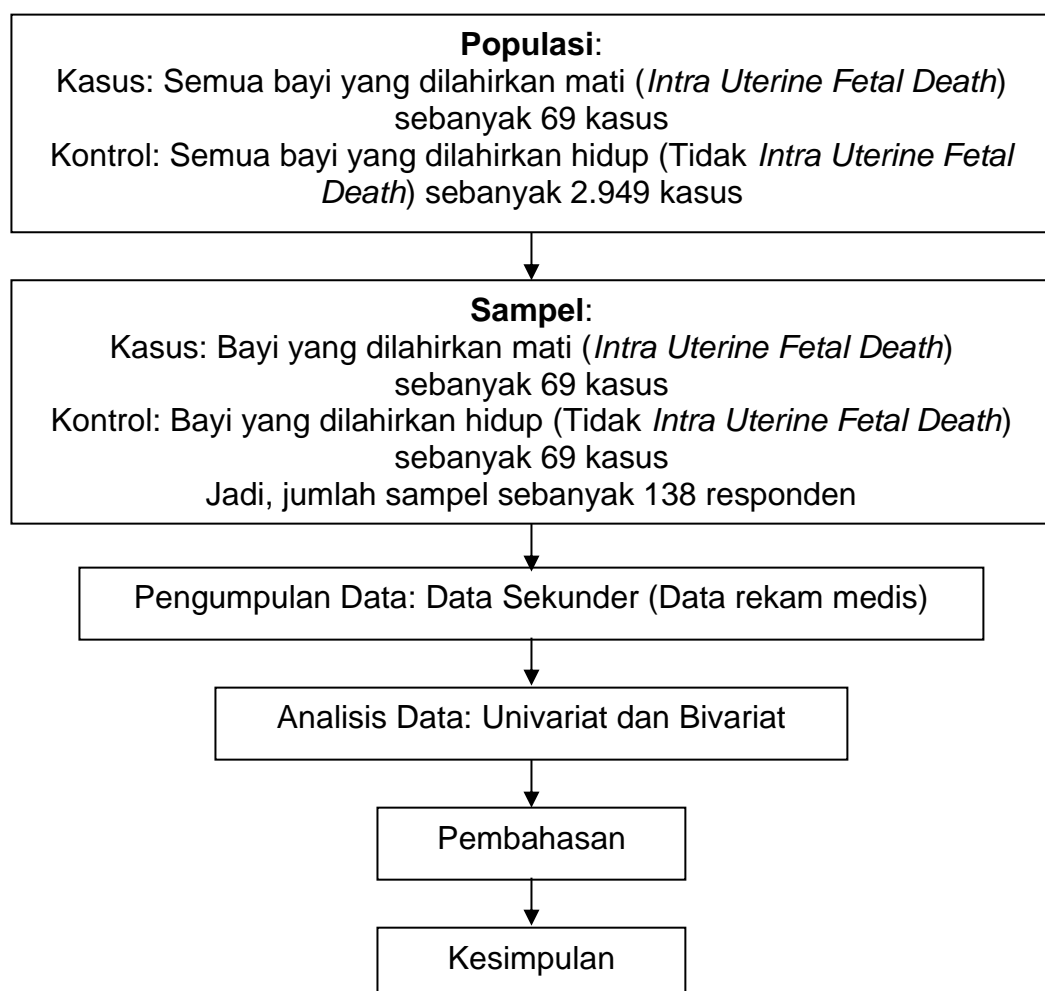 Populasi:
Kasus: Semua bayi yang dilahirkan mati (Intra Uterine Fetal Death)
sebanyak 69 kasus
Kontrol: Semua bayi yang dilahirkan hidup (Tidak Intra Uterine Fetal
Death) sebanyak 2.949 kasus
Sampel:
Kasus: Bayi yang dilahirkan mati (Intra Uterine Fetal Death)
sebanyak 69 kasus
Kontrol: Bayi yang dilahirkan hidup (Tidak Intra Uterine Fetal Death)
sebanyak 69 kasus
Jadi, jumlah sampel sebanyak 138 responden
Pengumpulan Data: Data Sekunder (Data rekam medis)
Analisis Data: Univariat dan Bivariat
Pembahasan
Kesimpulan